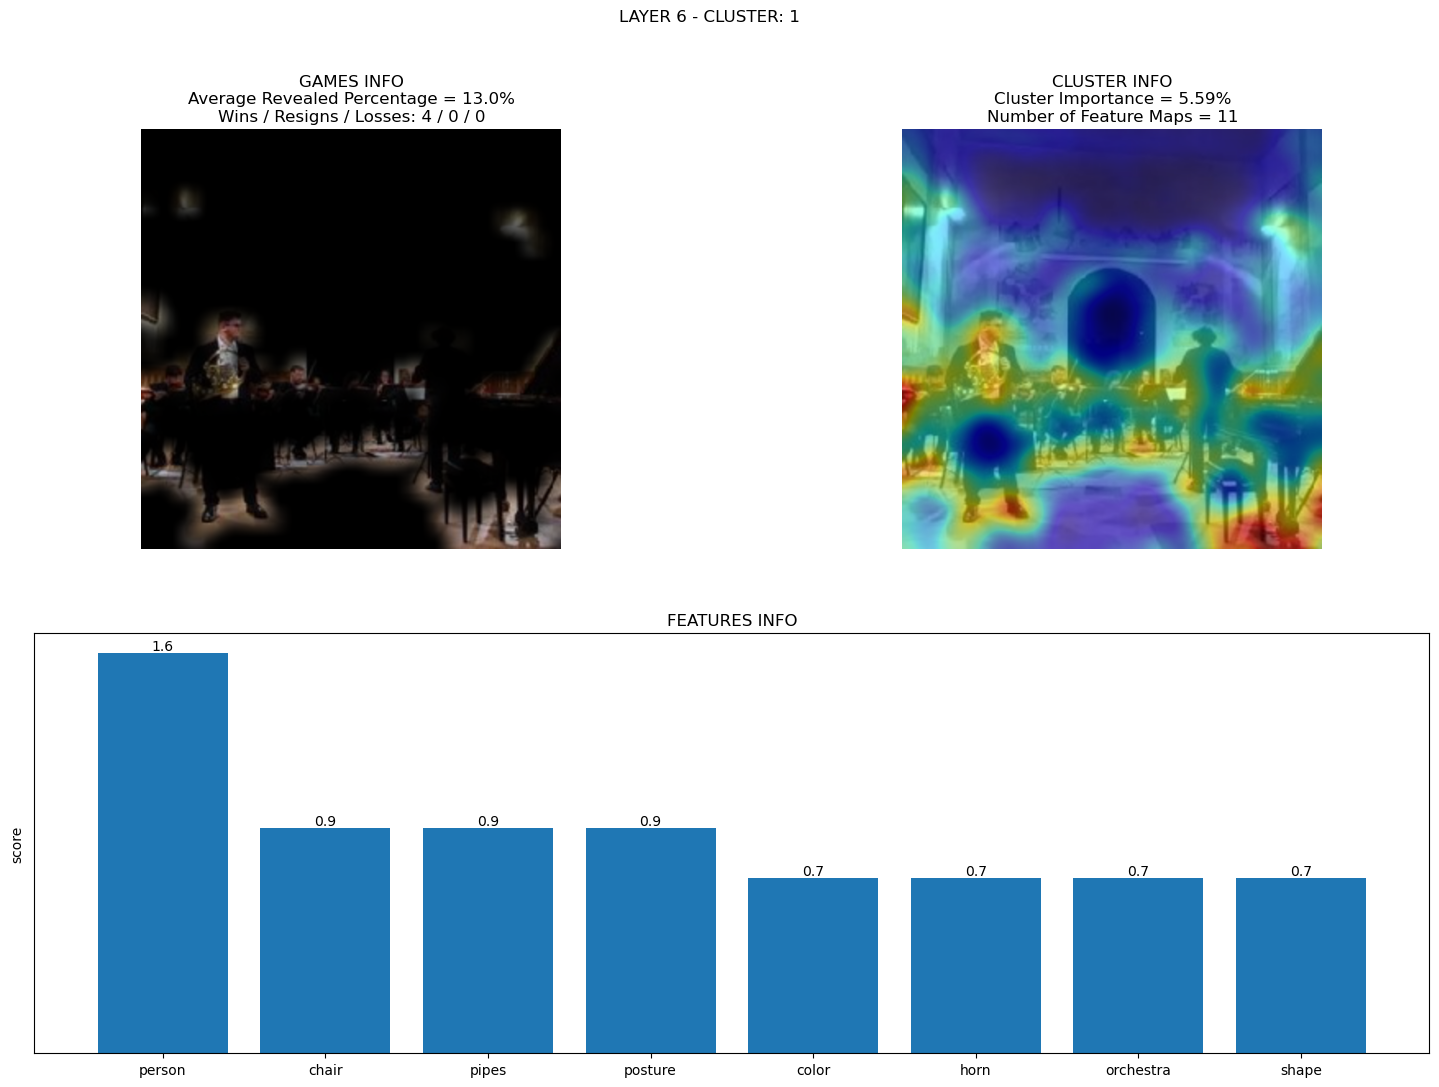 LAYER 6 - CLUSTER: 1
GAMES INFO
Average Revealed Percentage = 13.0%
Wins / Resigns / Losses: 4 / 0 / 0
CLUSTER INFO
Cluster Importance = 5.59%
Number of Feature Maps = 11
FEATURES INFO
score
1.6
0.9
0.9
0.9
0.7
0.7
0.7
0.7
person
chair
pipes
posture
color
horn
orchestra
shape